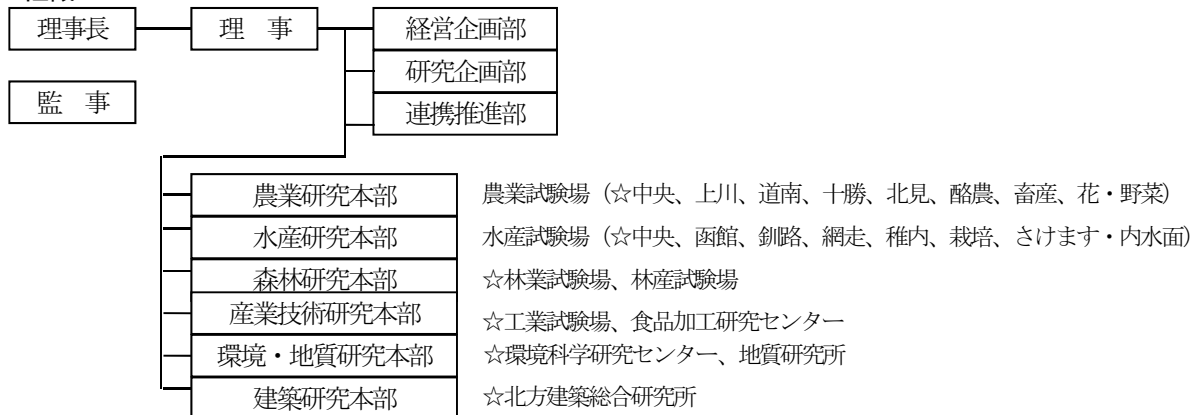 理事長 理 事 経営企画部
研究企画部
監 事 連携推進部
農業研究本部 農業試験場（☆中央、上川、道南、十勝、北見、酪農、畜産、花・野菜）
水産研究本部 水産試験場（☆中央、函館、釧路、網走、稚内、栽培、さけます・内水面）
森林研究本部 ☆林業試験場、林産試験場
産業技術研究本部 ☆工業試験場、食品加工研究センター
環境・地質研究本部 ☆環境科学研究センター、地質研究所
建築研究本部 ☆北方建築総合研究所